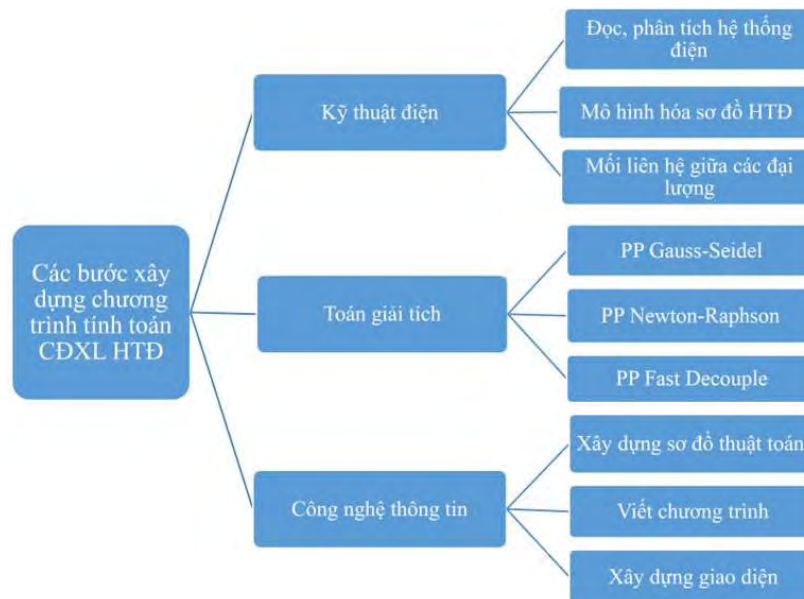 Các bước xây
dựng chương
trình tính toán
CĐXL HTĐ
Kỹ thuật điện
Đọc, phân tích hệ thống
điện
Mô hình hóa sơ đồ HTĐ
Mối liên hệ giữa các đại
lượng
Toán giải tích
PP Gauss-Seidel
PP Newton-Raphson
PP Fast Decouple
Công nghệ thông tin
Xây dựng sơ đồ thuật toán
Viết chương trình
Xây dựng giao diện